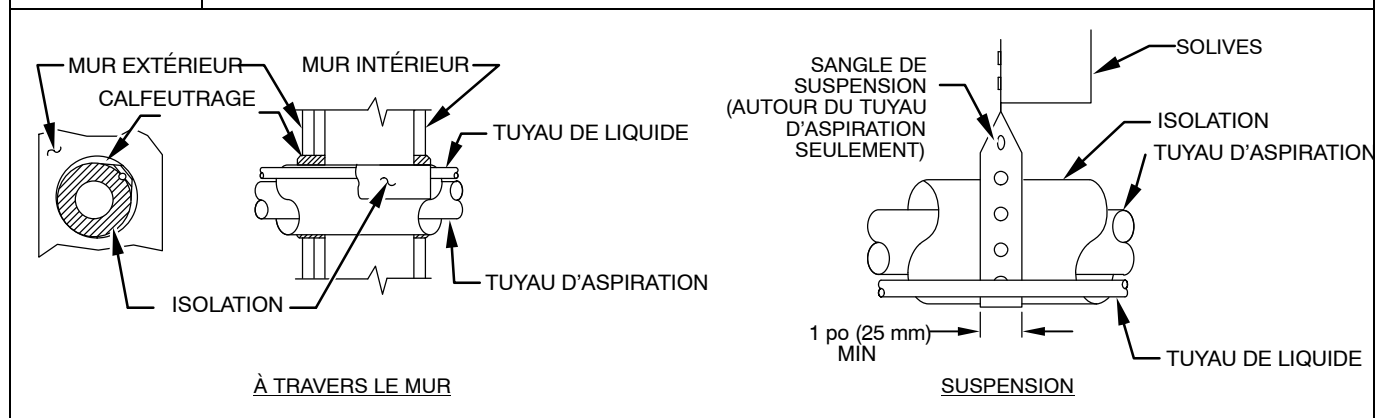 MUR EXTÉRIEUR
MUR INTÉRIEUR
CALFEUTRAGE
TUYAU DE LIQUIDE
TUYAU D'ASPIRATION
ISOLATION
À TRAVERS LE MUR
SOLIVES
SANGLE DE
SUSPENSION
(AUTOUR DU TUYAU
D'ASPIRATION
SEULEMENT)
ISOLATION
TUYAU D'ASPIRATION
1 po (25 mm)
MIN
TUYAU DE LIQUIDE
SUSPENSION